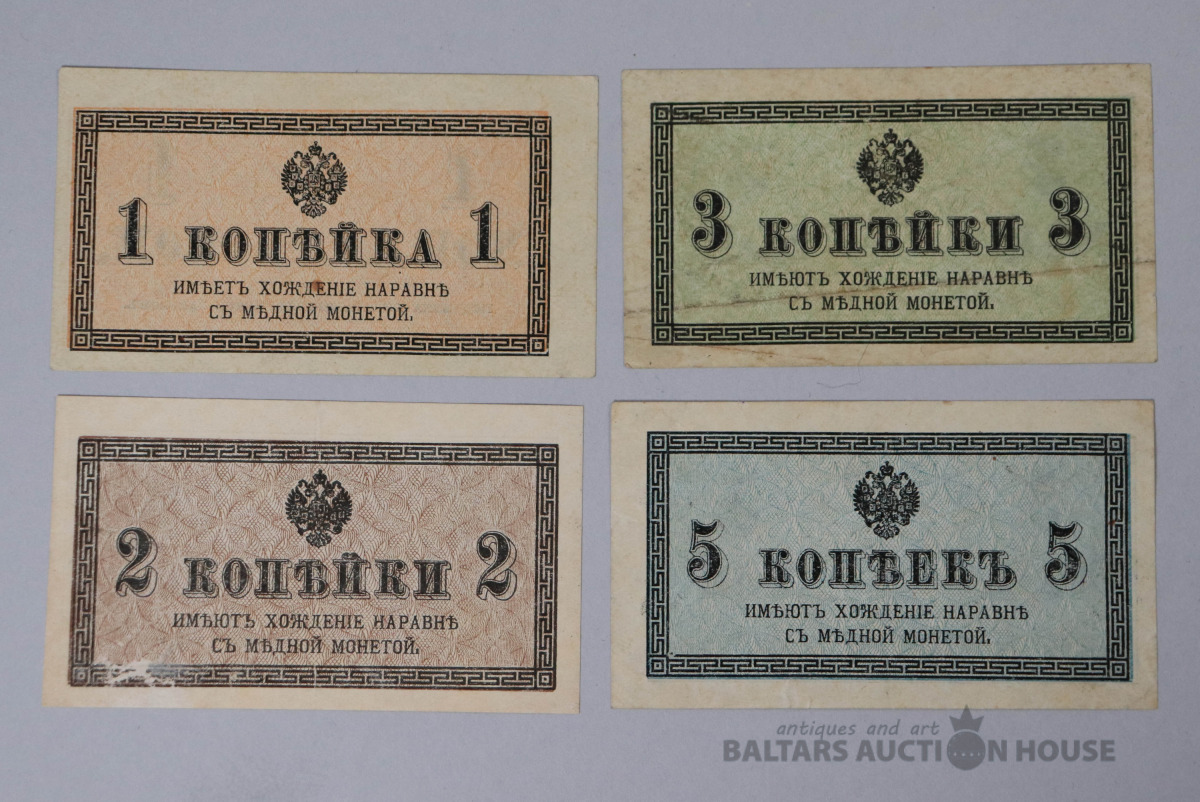 1 КОПѢЙКА 1
ИМѢЕТЪ ХОЖДЕНІЕ НАРАВНѢ
СЪ МѢДНОЙ МОНЕТОЙ.
3 КОПѢЙКИ 3
ИМѢЮТЪ ХОЖДЕНІЕ НАРАВНѢ
СЪ МѢДНОЙ МОНЕТОЙ.
2 КОПѢЙКИ 2
ИМѢЮТЪ ХОЖДЕНІЕ НАРАВНѢ
СЪ МѢДНОЙ МОНЕТОЙ.
5 КОПѢЕКЪ 5
ИМѢЮТЪ ХОЖДЕНІЕ НАРАВНѢ
СЪ МѢДНОЙ МОНЕТОЙ.
antiques and art
BALTARS AUCTION HOUSE